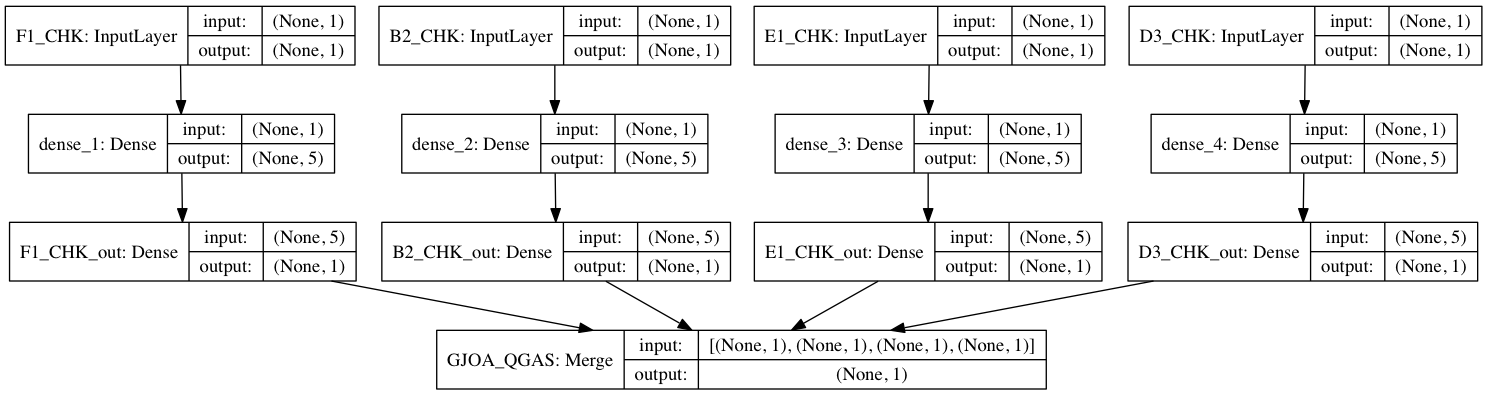 F1_CHK: InputLayer input: (None, 1) output: (None, 1)
B2_CHK: InputLayer input: (None, 1) output: (None, 1)
E1_CHK: InputLayer input: (None, 1) output: (None, 1)
D3_CHK: InputLayer input: (None, 1) output: (None, 1)
dense_1: Dense input: (None, 1) output: (None, 5)
dense_2: Dense input: (None, 1) output: (None, 5)
dense_3: Dense input: (None, 1) output: (None, 5)
dense_4: Dense input: (None, 1) output: (None, 5)
F1_CHK_out: Dense input: (None, 5) output: (None, 1)
B2_CHK_out: Dense input: (None, 5) output: (None, 1)
E1_CHK_out: Dense input: (None, 5) output: (None, 1)
D3_CHK_out: Dense input: (None, 5) output: (None, 1)
GJOA_QGAS: Merge input: [(None, 1), (None, 1), (None, 1), (None, 1)] output: (None, 1)